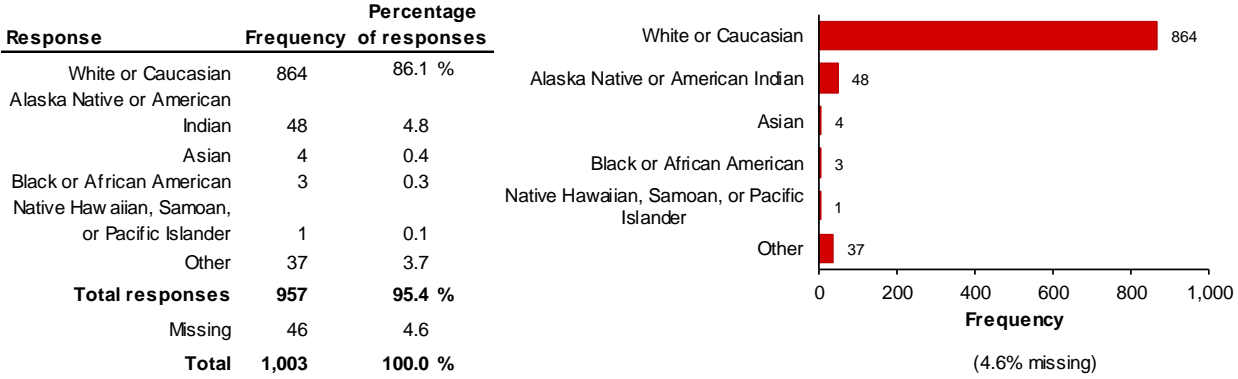 Percentage
Response Frequency of responses
White or Caucasian 864 86.1 %
Alaska Native or American
Indian 48 4.8
Asian 4 0.4
Black or African American 3 0.3
Native Hawaiian, Samoan,
or Pacific Islander 1 0.1
Other 37 3.7
Total responses 957 95.4 %
Missing 46 4.6
Total 1,003 100.0 %
White or Caucasian 864
Alaska Native or American Indian 48
Asian 4
Black or African American 3
Native Hawaiian, Samoan, or Pacific
Islander 1
Other 37
0 200 400 600 800 1,000
Frequency
(4.6% missing)